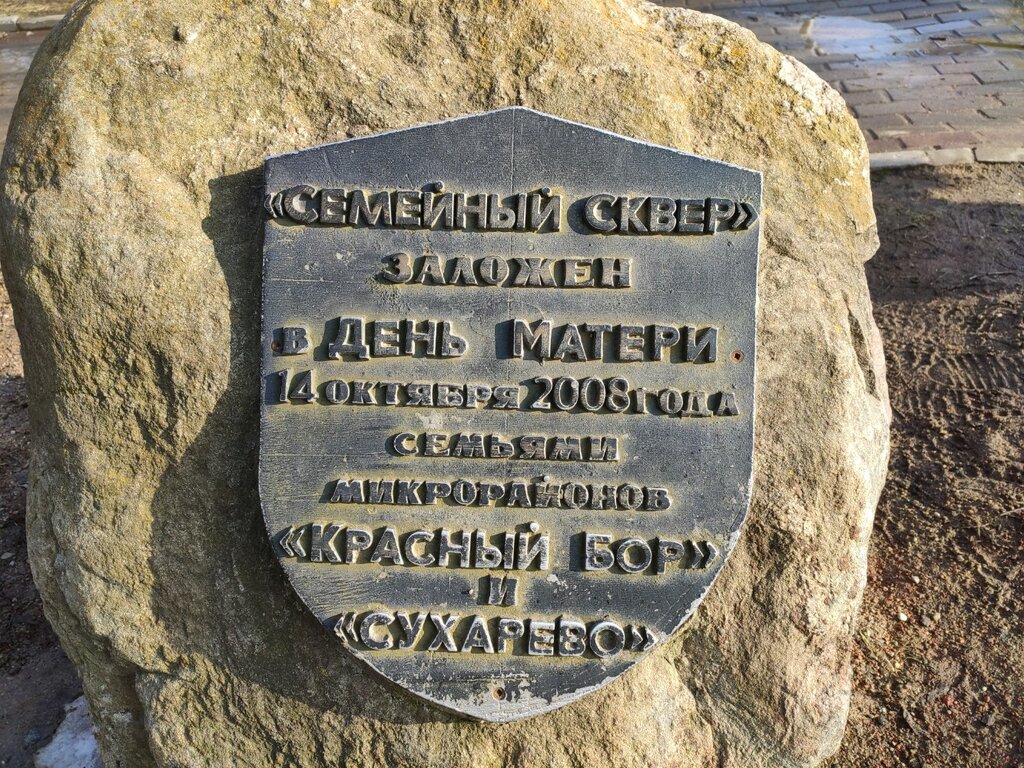 «Семейный Сквер»
заложен
в День Матери
14 октября 2008 года
семьями
микрорайонов
«Красный Бор»
и
«Сухарево»